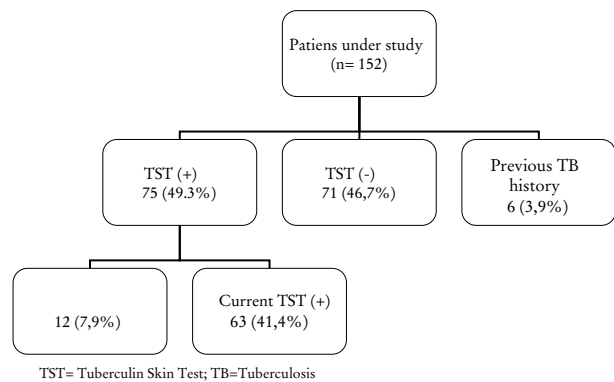 Patiens under study
(n= 152)
TST (+)
75 (49.3%)
TST (-)
71 (46,7%)
Previous TB
history
6 (3,9%)
12 (7,9%)
Current TST (+)
63 (41,4%)
TST= Tuberculin Skin Test; TB=Tuberculosis